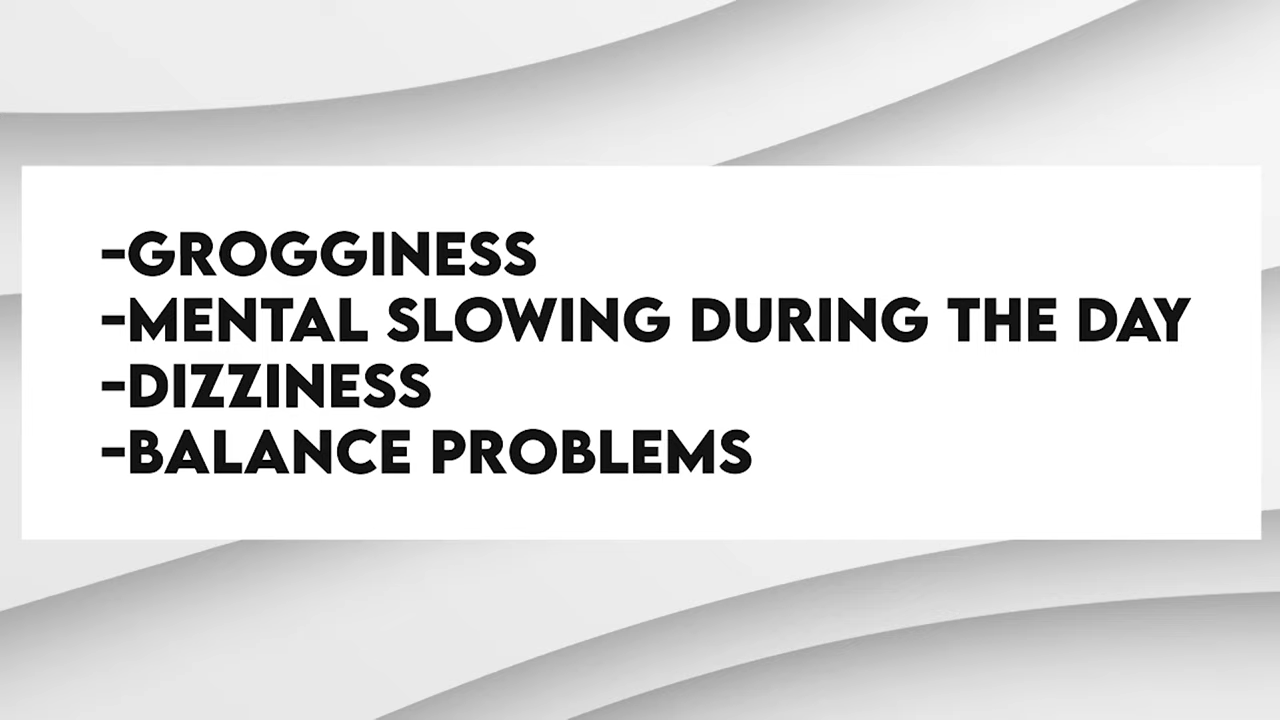 -GROGGINESS
-MENTAL SLOWING DURING THE DAY
-DIZZINESS
-BALANCE PROBLEMS